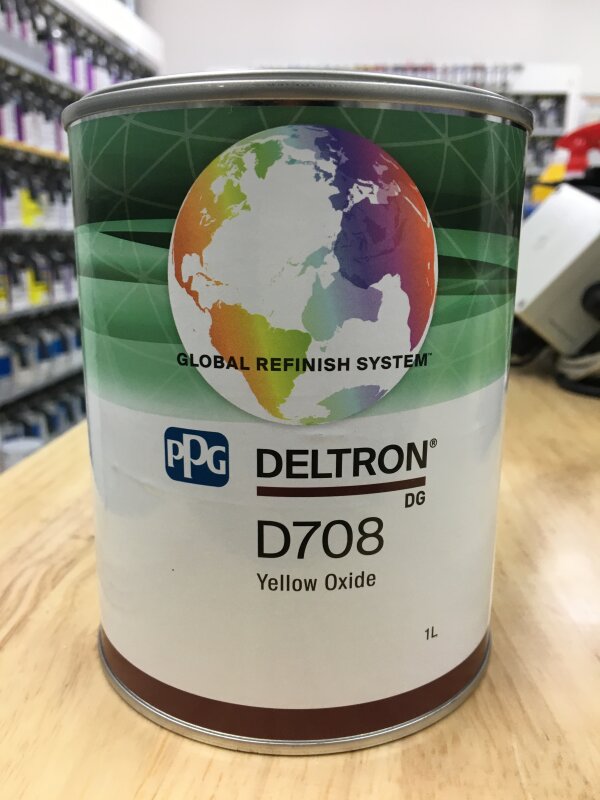 GLOBAL REFINISH SYSTEM™
PPG
DELTRON®
DG
D708
Yellow Oxide
1L